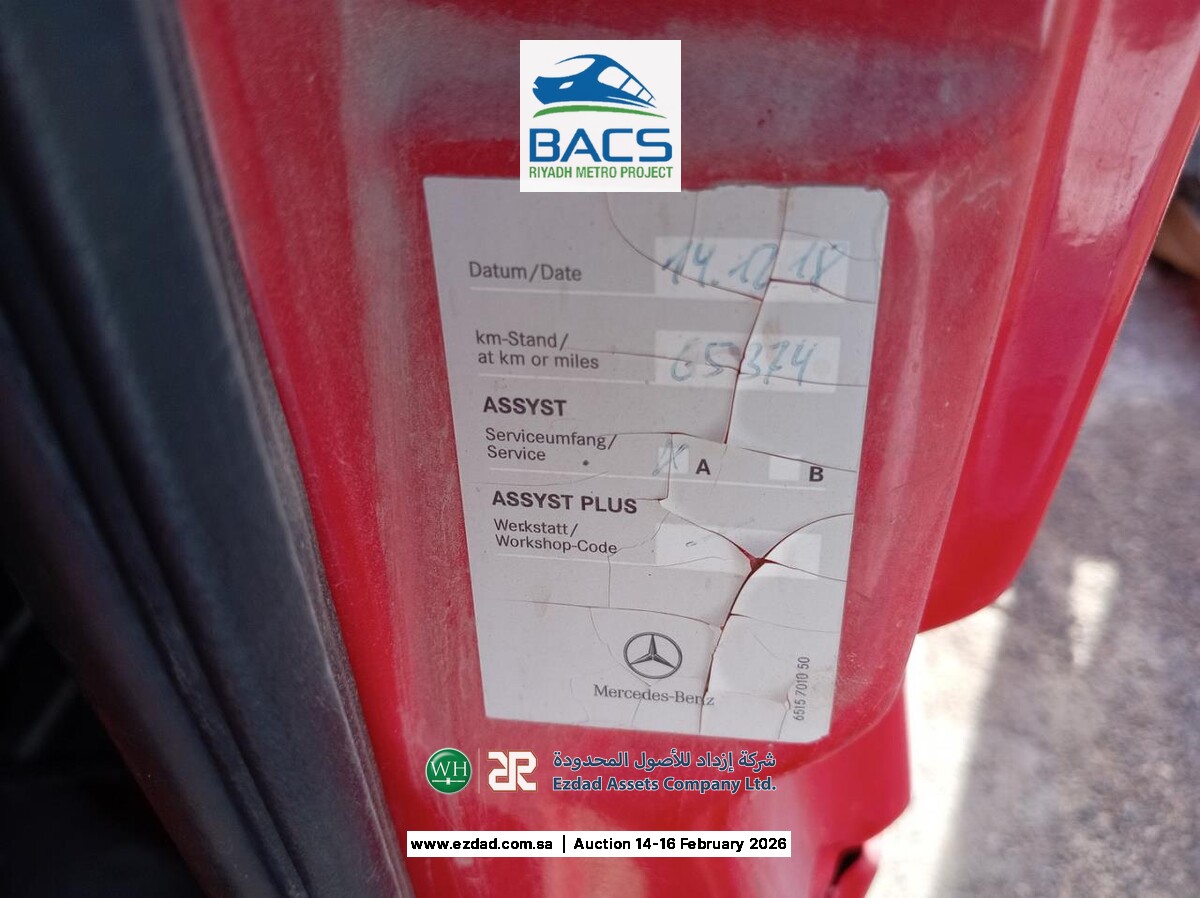 BACS
RIYADH METRO PROJECT
Datum/Date 14.12.18
km-Stand/
at km or miles 65374
ASSYST
Serviceumfang/
Service X A B
ASSYST PLUS
Werkstatt/
Workshop-Code
Mercedes-Benz
6515 7010 50
WH
شركة إزداد للأصول المحدودة
Ezdad Assets Company Ltd.
www.ezdad.com.sa | Auction 14-16 February 2026